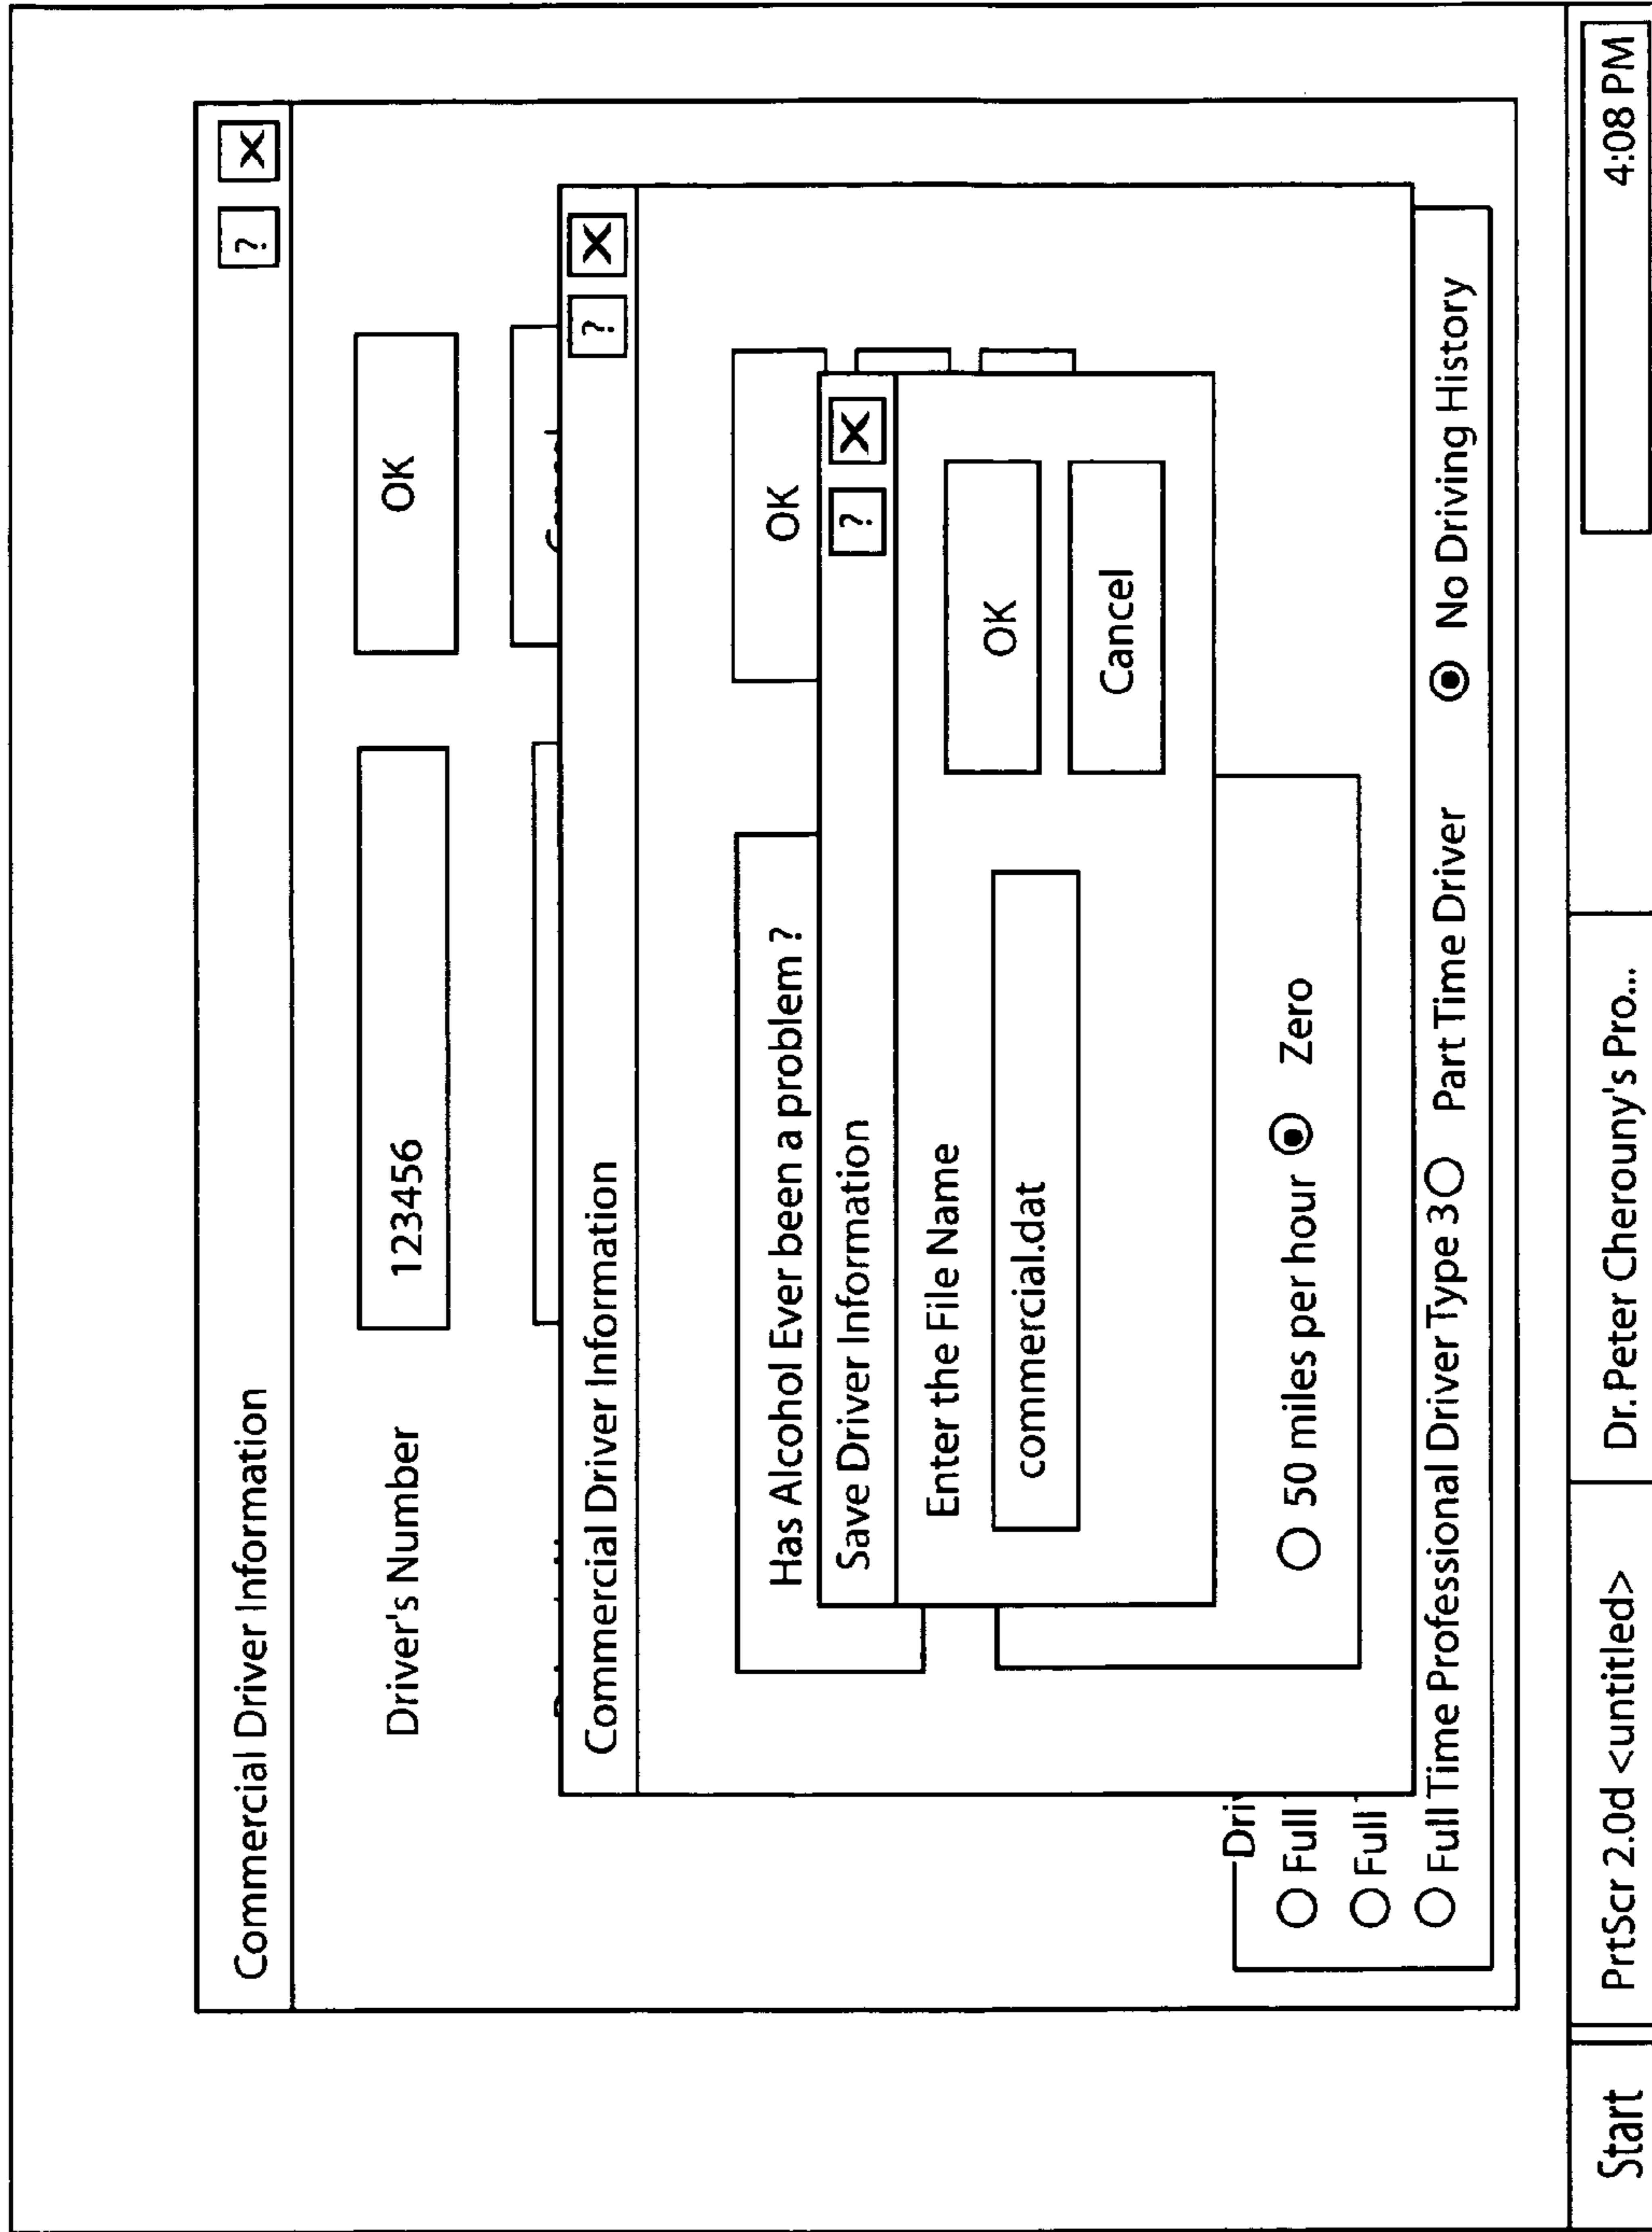 Commercial Driver Information ? X
Driver's Number 123456 OK
Commercial Driver Information ? X
Has Alcohol Ever been a problem ? OK
Save Driver Information ? X
Enter the File Name
commercial.dat
OK
Cancel
50 miles per hour Zero
Dri
Full
Full
Full Time Professional Driver Type 3 Part Time Driver No Driving History
Start PrtScr 2.0d <untitled> Dr. Peter Cherouny's Pro... 4:08 PM